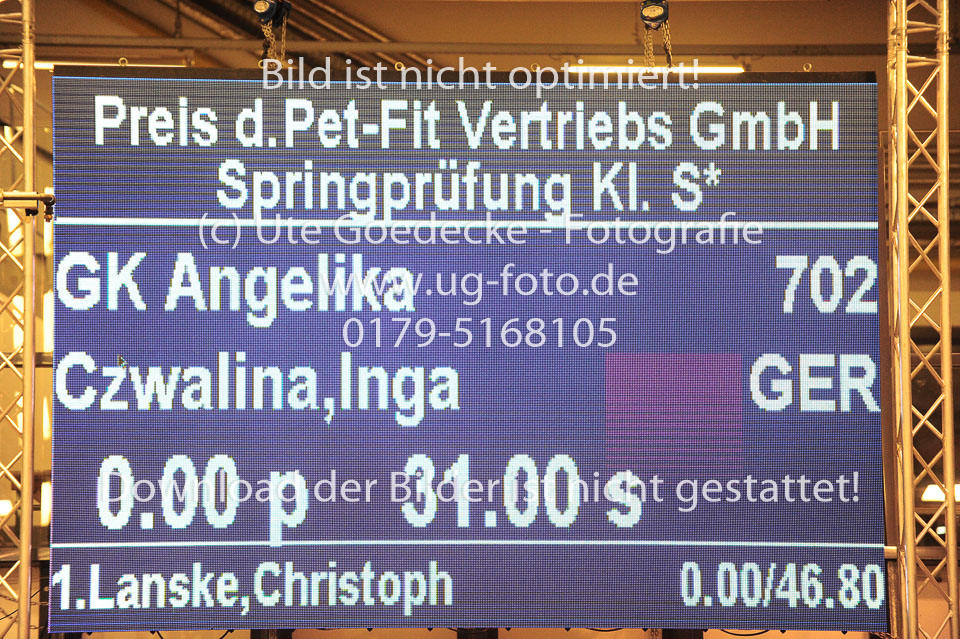 Bild ist nicht optimiert!
Preis d.Pet-Fit Vertriebs GmbH
Springprüfung Kl. S*
(c) Ute Goedecke - Fotografie
GK Angelika 702
www.ug-foto.de
0179-5168105
Czwalina,Inga GER
0.00 p 31.00 s
Download der Bilder ist nicht gestattet!
1.Lanske,Christoph 0.00/46.80